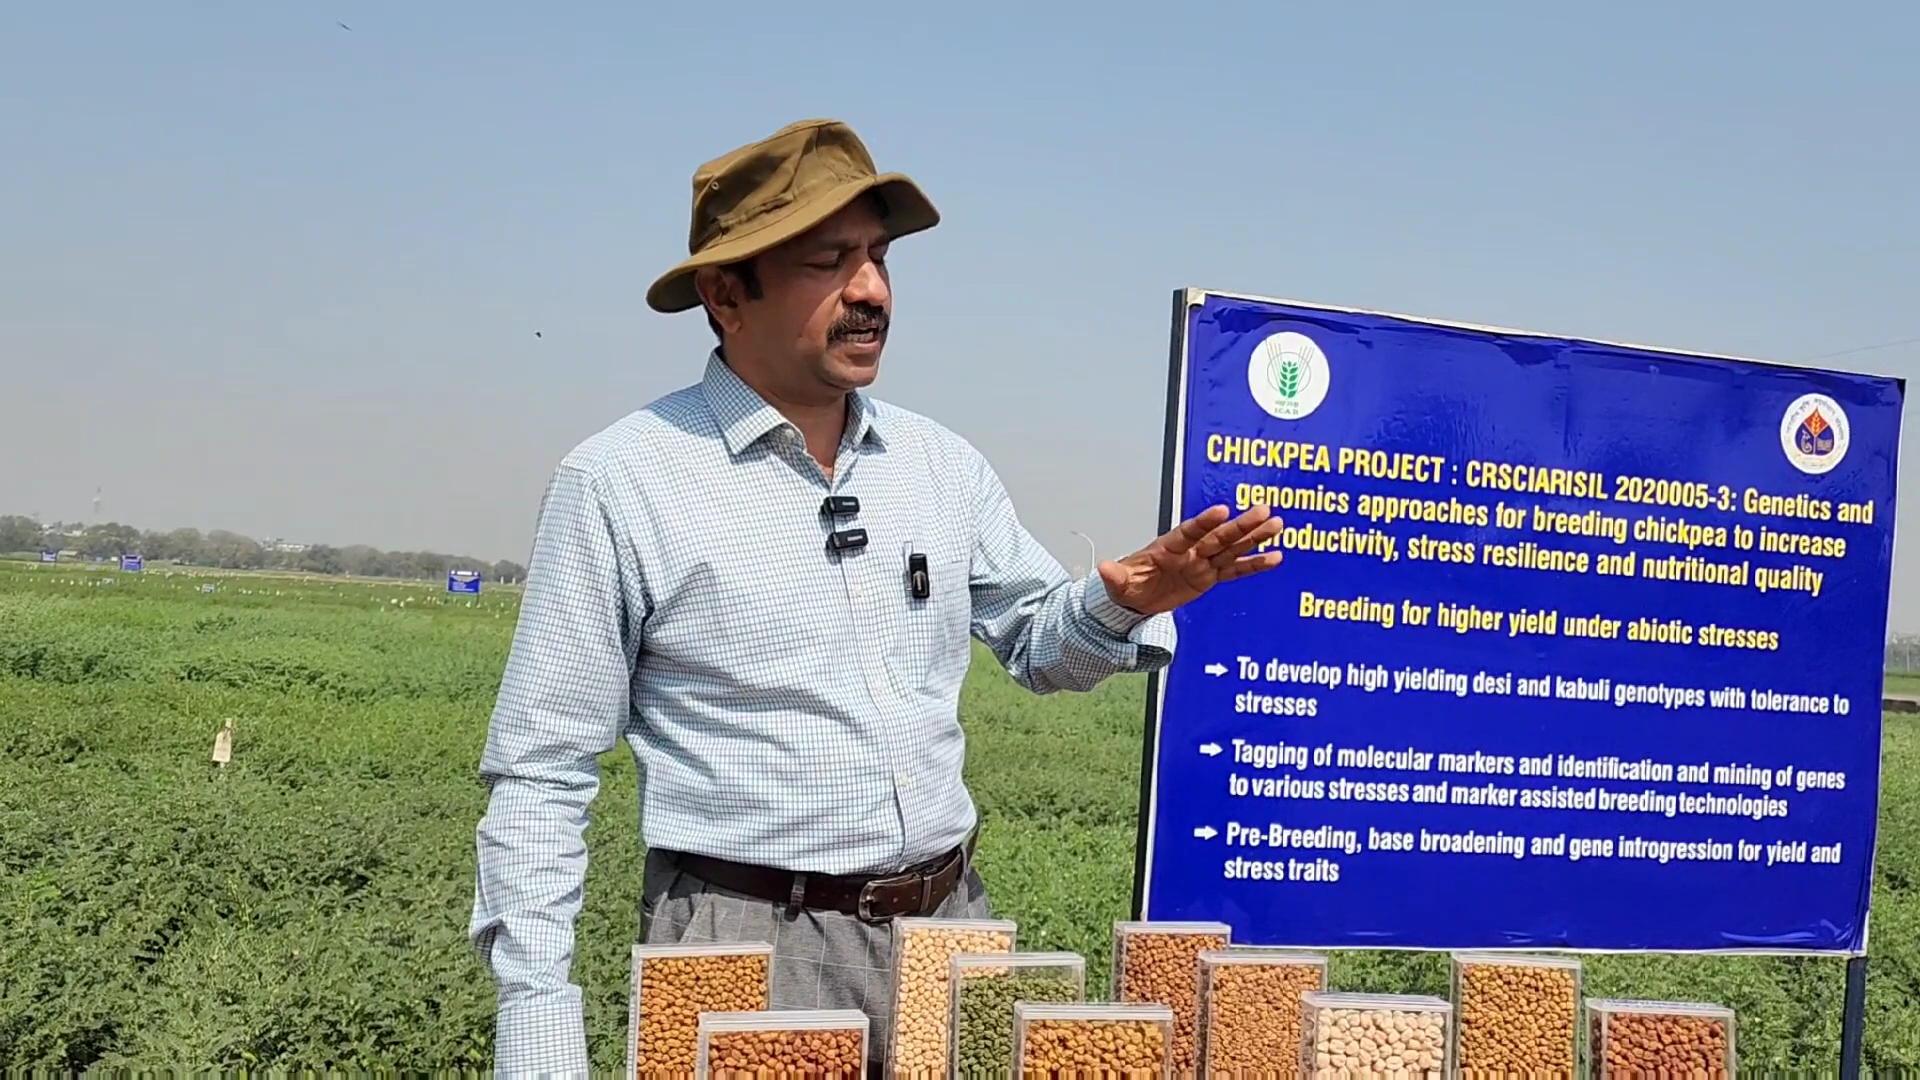 I C A R
CHICKPEA PROJECT : CRSCIARISIL 2020005-3: Genetics and
genomics approaches for breeding chickpea to increase
productivity, stress resilience and nutritional quality
Breeding for higher yield under abiotic stresses
To develop high yielding desi and kabuli genotypes with tolerance to
stresses
Tagging of molecular markers and identification and mining of genes
to various stresses and marker assisted breeding technologies
Pre-Breeding, base broadening and gene introgression for yield and
stress traits